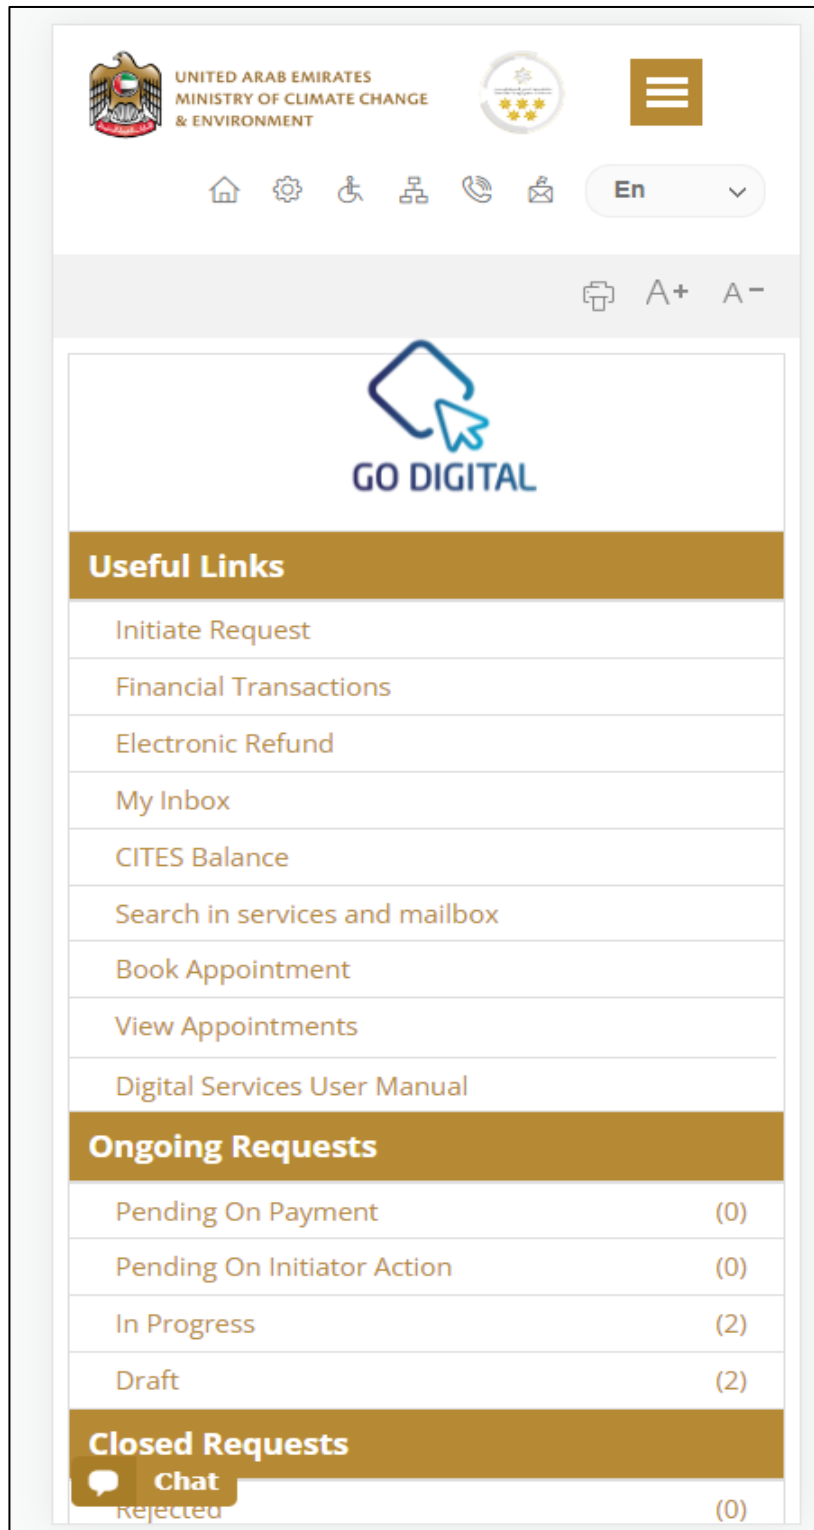 UNITED ARAB EMIRATES
MINISTRY OF CLIMATE CHANGE
& ENVIRONMENT
En
A+ A-
GO DIGITAL
Useful Links
Initiate Request
Financial Transactions
Electronic Refund
My Inbox
CITES Balance
Search in services and mailbox
Book Appointment
View Appointments
Digital Services User Manual
Ongoing Requests
Pending On Payment (0)
Pending On Initiator Action (0)
In Progress (2)
Draft (2)
Closed Requests
Chat
Rejected (0)